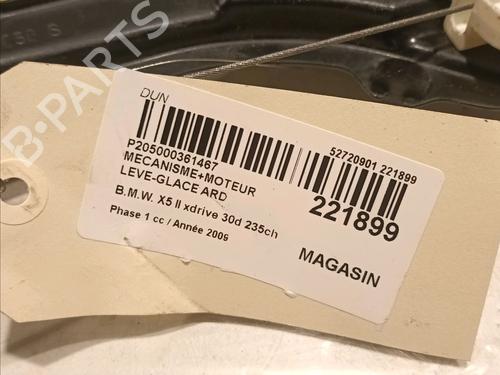 DUN
52720901 221899
P205000361467
MECANISME+MOTEUR
LEVE-GLACE ARD
221899
B.M.W. X5 II xdrive 30d 235ch
Phase 1 cc / Année 2009
MAGASIN
B-PARTS